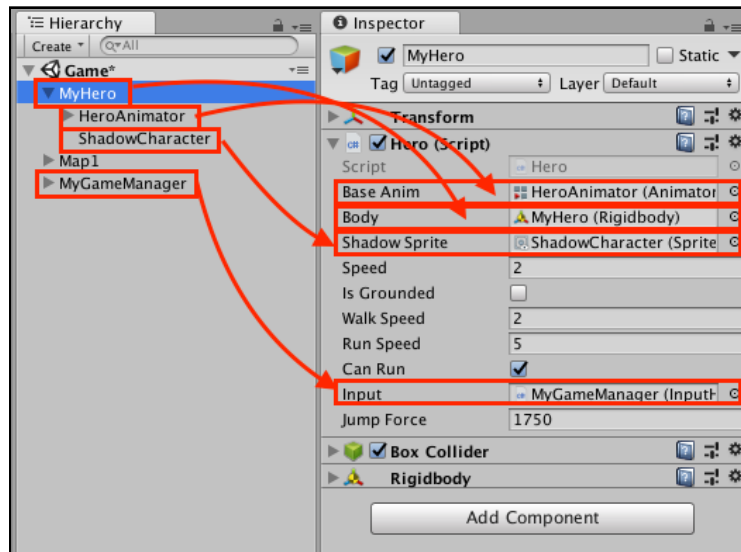 Hierarchy
Create
All
Game*
MyHero
HeroAnimator
ShadowCharacter
Map1
MyGameManager
Inspector
MyHero Static
Tag Untagged Layer Default
Transform
Hero (Script)
Script Hero
Base Anim HeroAnimator (Animator
Body MyHero (Rigidbody)
Shadow Sprite ShadowCharacter (Sprite
Speed 2
Is Grounded
Walk Speed 2
Run Speed 5
Can Run
Input MyGameManager (InputH
Jump Force 1750
Box Collider
Rigidbody
Add Component